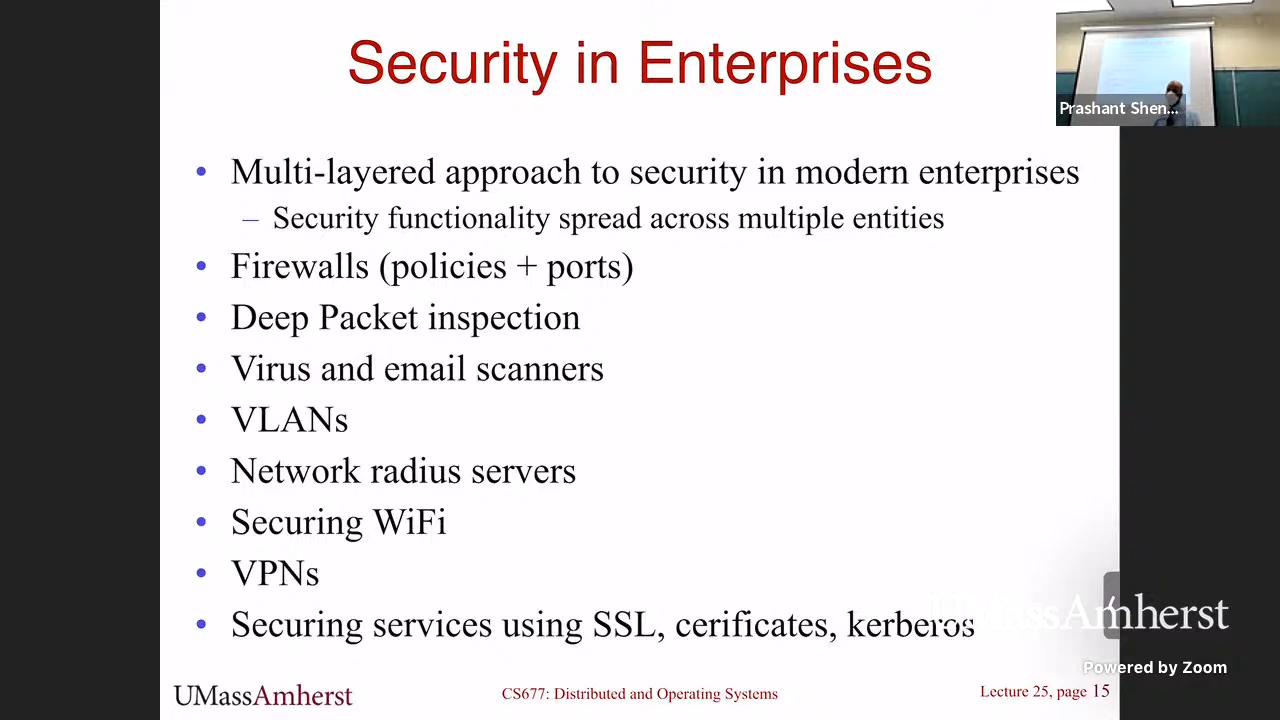 Security in Enterprises
Prashant Shen...
• Multi-layered approach to security in modern enterprises
– Security functionality spread across multiple entities
• Firewalls (policies + ports)
• Deep Packet inspection
• Virus and email scanners
• VLANs
• Network radius servers
• Securing WiFi
• VPNs
• Securing services using SSL, cerificates, kerberos
UMassAmherst
Powered by Zoom
UMassAmherst
CS677: Distributed and Operating Systems
Lecture 25, page 15